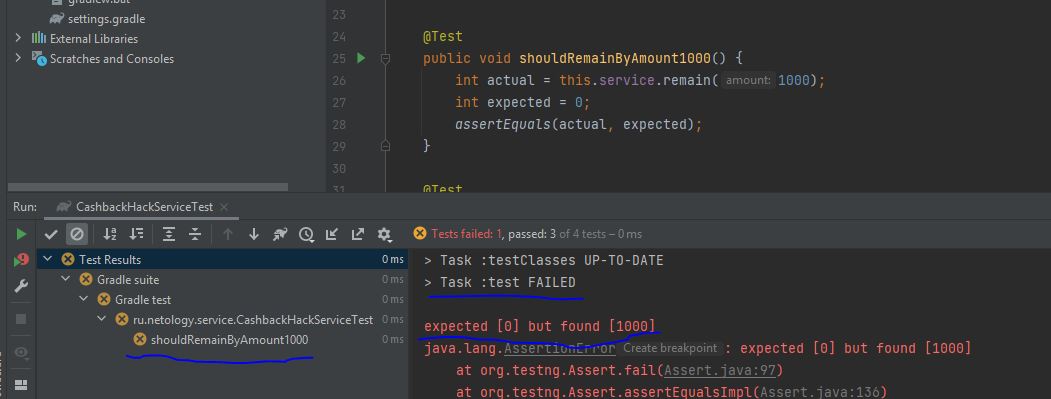 gradlew.bat
settings.gradle
External Libraries
Scratches and Consoles
23
24 @Test
25 public void shouldRemainByAmount1000() {
26 int actual = this.service.remain( amount: 1000);
27 int expected = 0;
28 assertEquals(actual, expected);
29 }
30
31 @Test
Run: CashbackHackServiceTest ×
Tests failed: 1, passed: 3 of 4 tests – 0 ms
Test Results 0 ms
Gradle suite 0 ms
Gradle test 0 ms
ru.netology.service.CashbackHackServiceTest 0 ms
shouldRemainByAmount1000 0 ms
> Task :testClasses UP-TO-DATE
> Task :test FAILED
expected [0] but found [1000]
java.lang.AssertionError Create breakpoint : expected [0] but found [1000]
at org.testng.Assert.fail(Assert.java:97)
at org.testng.Assert.assertEqualsImpl(Assert.java:136)